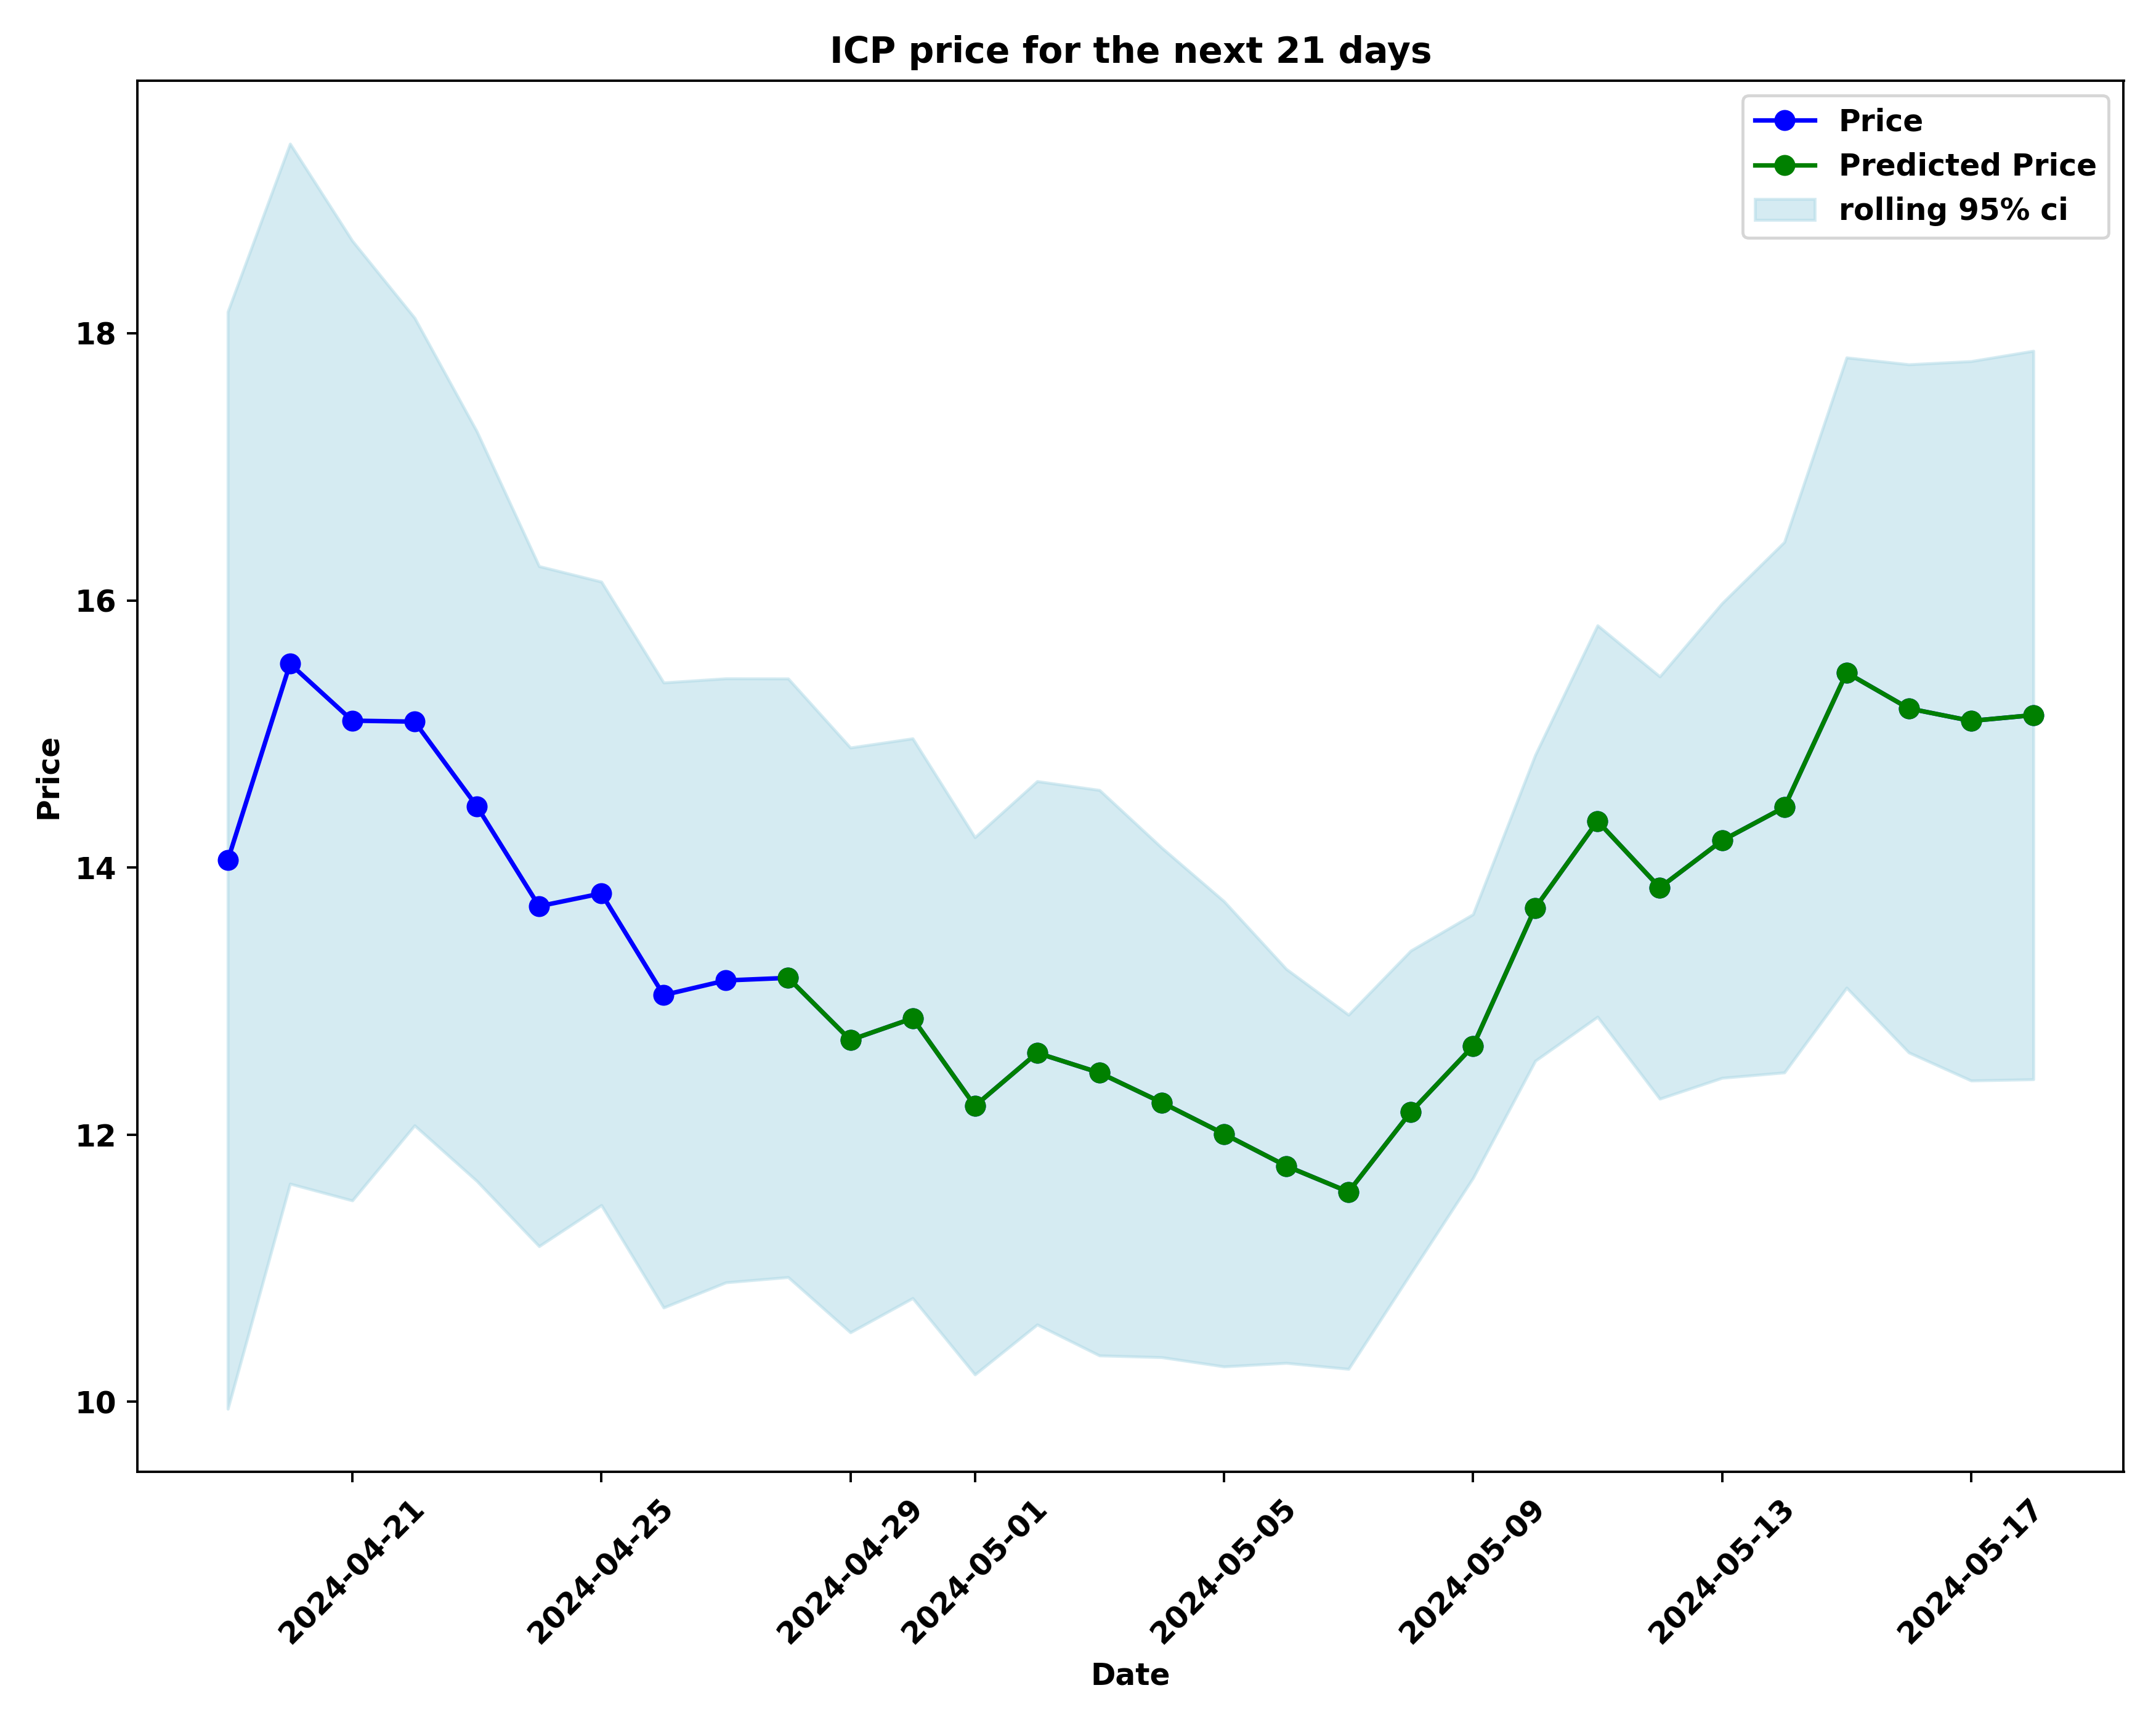 ICP price for the next 21 days
Price
Predicted Price
rolling 95% ci
18
16
14
12
10
Price
2024-04-21
2024-04-25
2024-04-29
2024-05-01
2024-05-05
2024-05-09
2024-05-13
2024-05-17
Date